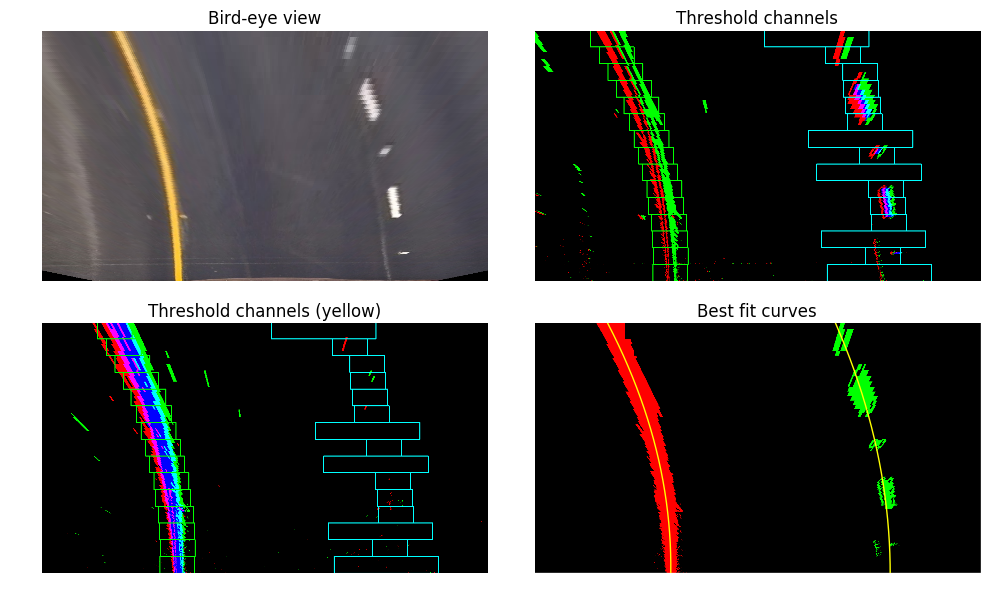 Bird-eye view
Threshold channels
Threshold channels (yellow)
Best fit curves